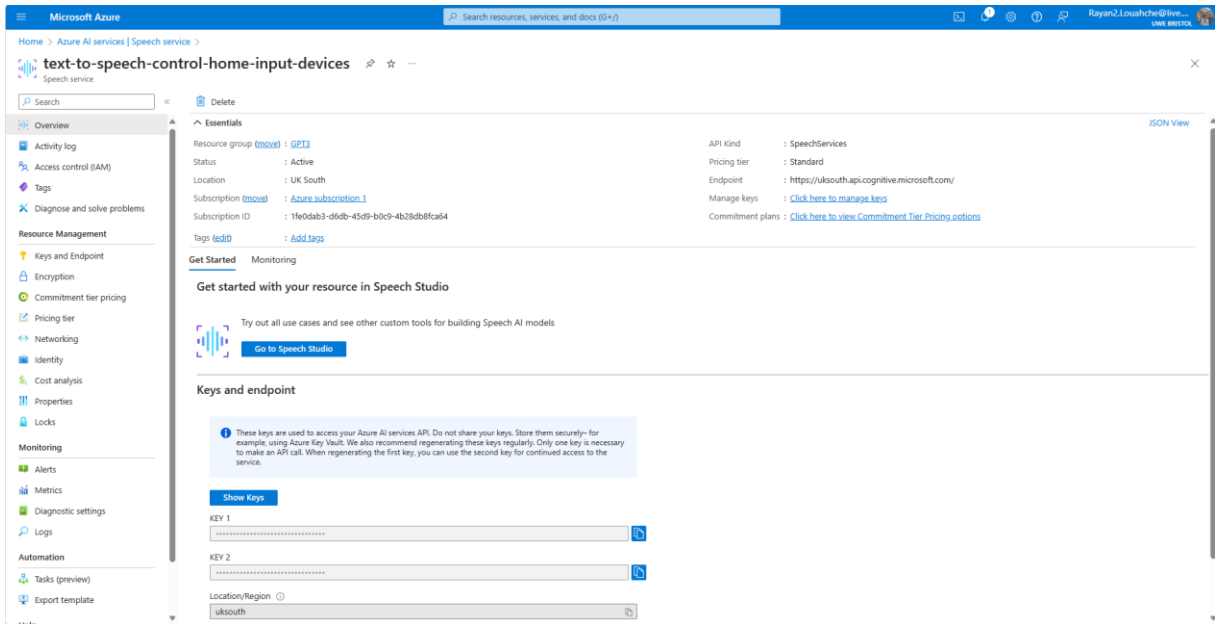 Microsoft Azure
Search resources, services, and docs (G+/)
Rayan2.Louahche@live....
UWE BRISTOL
Home > Azure AI services | Speech service >
text-to-speech-control-home-input-devices
Speech service
Search
Delete
Overview
Activity log
Access control (IAM)
Tags
Diagnose and solve problems
Resource Management
Keys and Endpoint
Encryption
Commitment tier pricing
Pricing tier
Networking
Identity
Cost analysis
Properties
Locks
Monitoring
Alerts
Metrics
Diagnostic settings
Logs
Automation
Tasks (preview)
Export template
Essentials
JSON View
Resource group (move) : GPT3
Status : Active
Location : UK South
Subscription (move) : Azure subscription 1
Subscription ID : 1fe0dab3-d6db-45d9-b0c9-4b28db8fca64
Tags (edit) : Add tags
API Kind : SpeechServices
Pricing tier : Standard
Endpoint : https://uksouth.api.cognitive.microsoft.com/
Manage keys : Click here to manage keys
Commitment plans : Click here to view Commitment Tier Pricing options
Get Started Monitoring
Get started with your resource in Speech Studio
Try out all use cases and see other custom tools for building Speech AI models
Go to Speech Studio
Keys and endpoint
These keys are used to access your Azure AI services API. Do not share your keys. Store them securely– for
example, using Azure Key Vault. We also recommend regenerating these keys regularly. Only one key is necessary
to make an API call. When regenerating the first key, you can use the second key for continued access to the
service.
Show Keys
KEY 1
KEY 2
Location/Region
uksouth